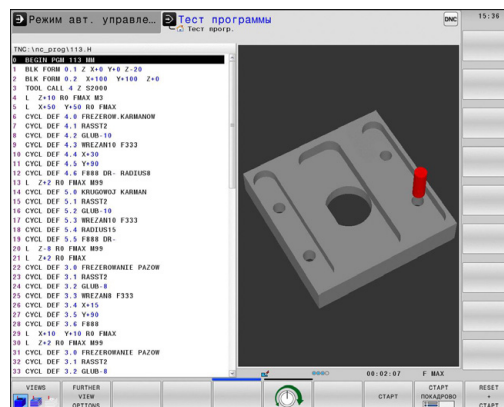 Режим авт. управле…
Тест программы
Тест прогр.
DNC
15:36
TNC:\nc_prog\113.H
0 BEGIN PGM 113 MM
1 BLK FORM 0.1 Z X+0 Y+0 Z-20
2 BLK FORM 0.2 X+100 Y+100 Z+0
3 TOOL CALL 4 Z S2000
4 L Z+10 R0 FMAX M3
5 L X+50 Y+50 R0 FMAX
6 CYCL DEF 4.0 FREZEROW.KARMANOW
7 CYCL DEF 4.1 RASST2
8 CYCL DEF 4.2 GLUB-10
9 CYCL DEF 4.3 WREZAN10 F333
10 CYCL DEF 4.4 X+30
11 CYCL DEF 4.5 Y+90
12 CYCL DEF 4.6 F888 DR- RADIUS8
13 L Z+2 R0 FMAX M99
14 CYCL DEF 5.0 KRUGOWOJ KARMAN
15 CYCL DEF 5.1 RASST2
16 CYCL DEF 5.2 GLUB-10
17 CYCL DEF 5.3 WREZAN10 F333
18 CYCL DEF 5.4 RADIUS15
19 CYCL DEF 5.5 F888 DR-
20 L Z-8 R0 FMAX M99
21 L Z+2 R0 FMAX
22 CYCL DEF 3.0 FREZEROWANIE PAZOW
23 CYCL DEF 3.1 RASST2
24 CYCL DEF 3.2 GLUB-8
25 CYCL DEF 3.3 WREZAN8 F333
26 CYCL DEF 3.4 X+15
27 CYCL DEF 3.5 Y+90
28 CYCL DEF 3.6 F888
29 L X+10 Y+10 R0 FMAX
30 L Z+2 R0 FMAX M99
31 CYCL DEF 3.0 FREZEROWANIE PAZOW
32 CYCL DEF 3.1 RASST2
33 CYCL DEF 3.2 GLUB-8
00:02:07 F MAX
VIEWS
FURTHER VIEW OPTIONS
СТАРТ
СТАРТ ПОКАДРОВО
RESET + СТАРТ